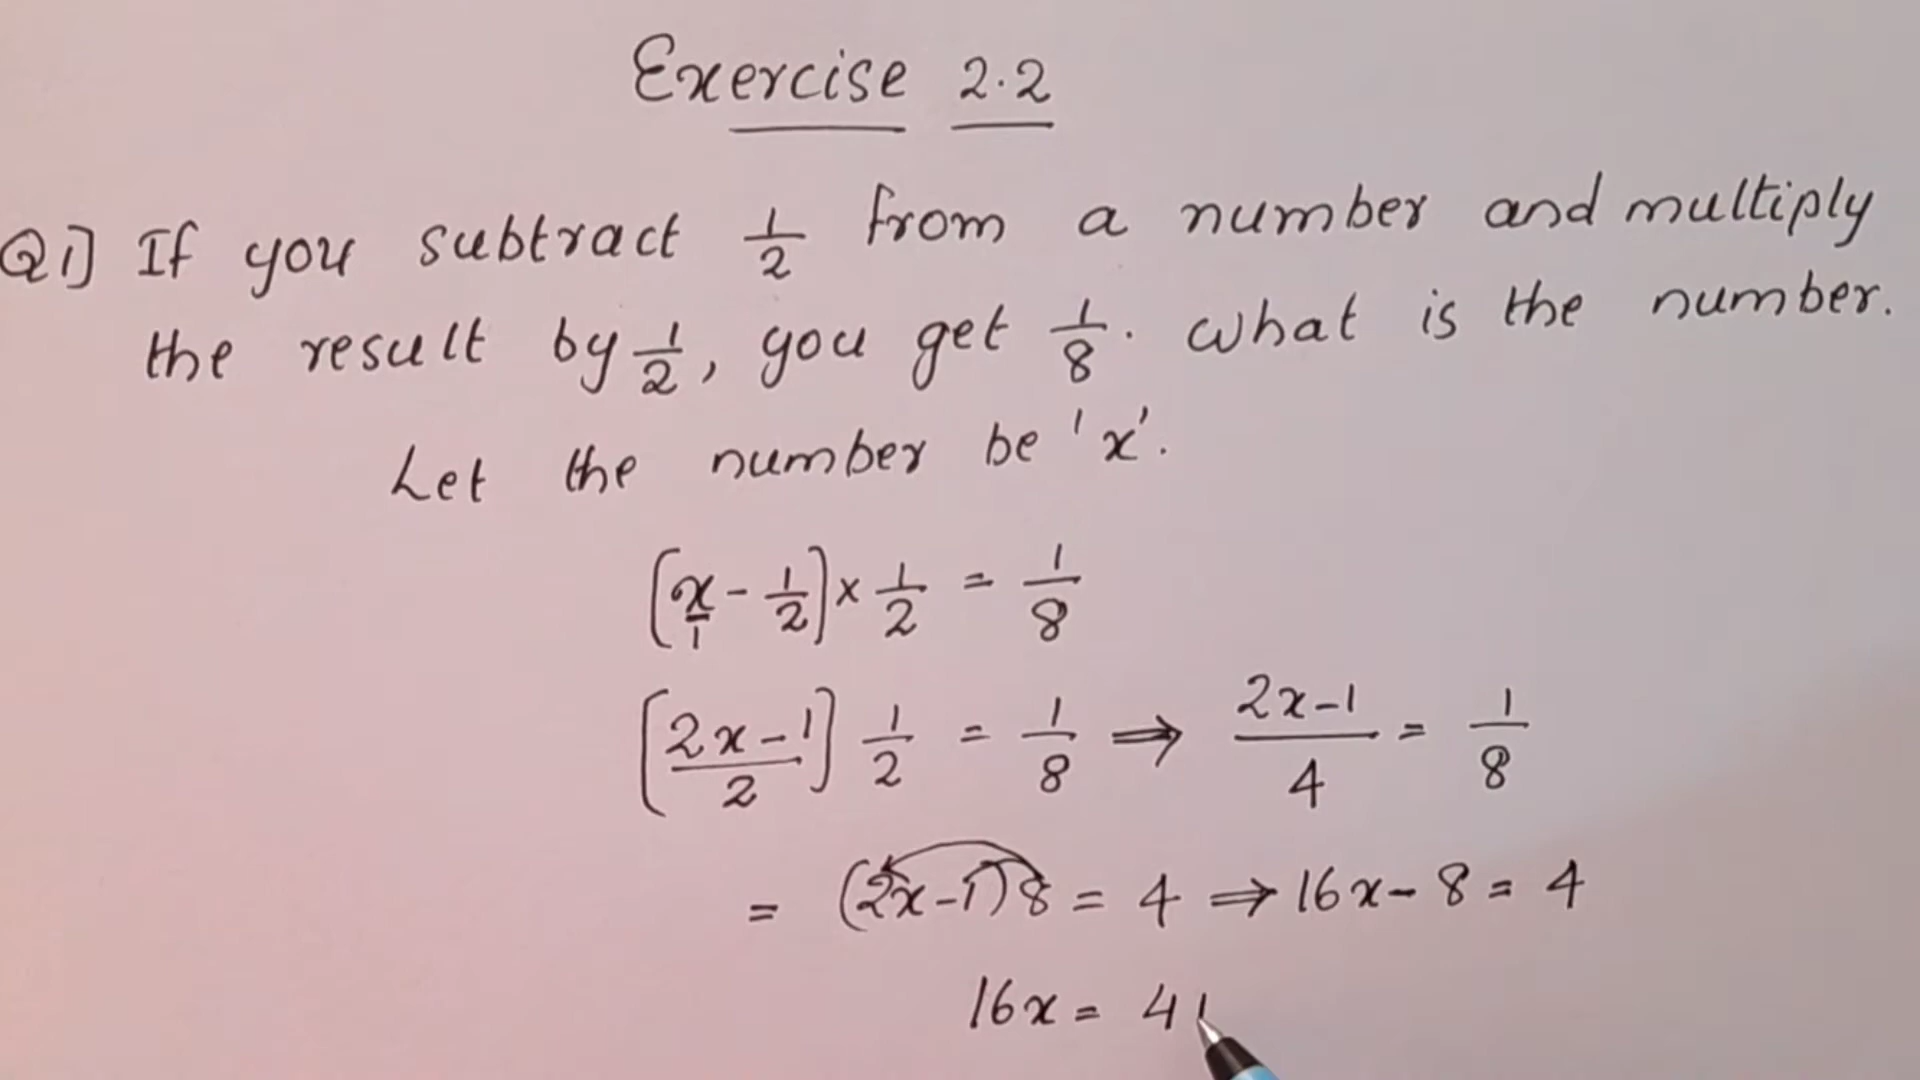 Exercise 2.2
Q1] If you subtract 1/2 from a number and multiply
the result by 1/2, you get 1/8. What is the number.
Let the number be 'x'.
(x/1 - 1/2) × 1/2 = 1/8
(2x-1/2) 1/2 = 1/8 ⇒ 2x-1/4 = 1/8
= (2x-1)8 = 4 ⇒ 16x - 8 = 4
16x = 4